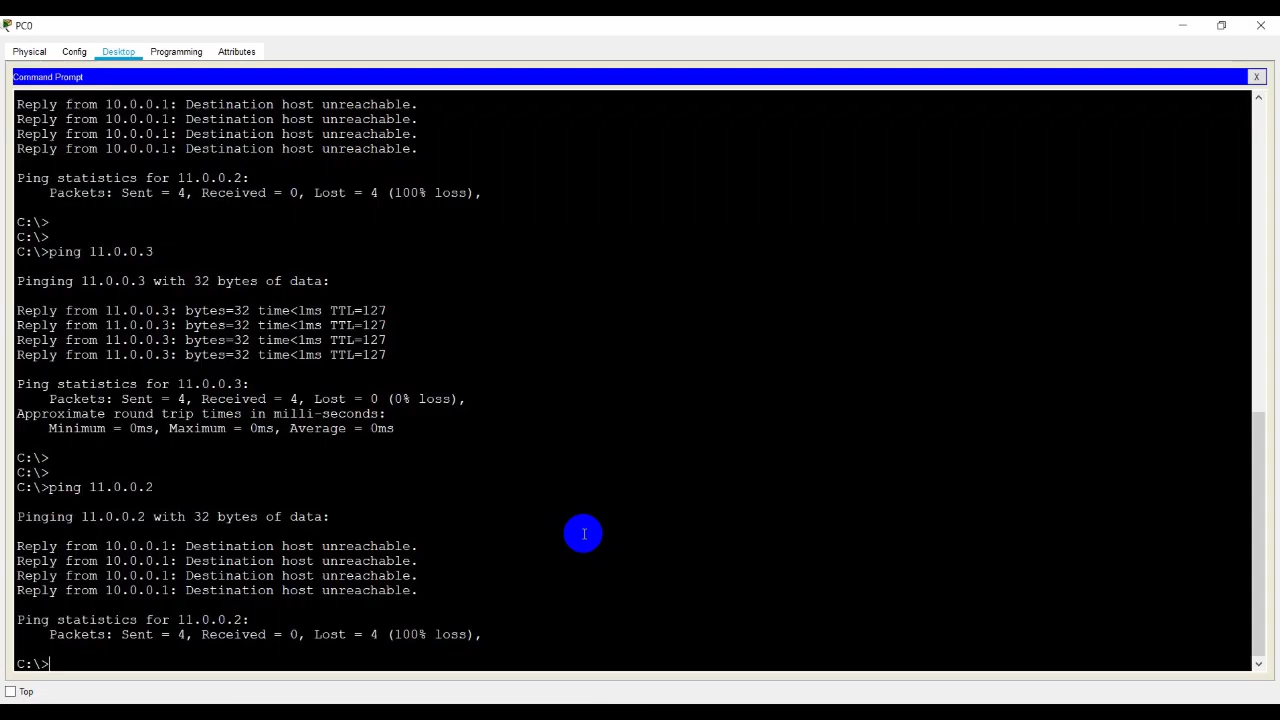 PC0
Physical Config Desktop Programming Attributes
Command Prompt X
Reply from 10.0.0.1: Destination host unreachable.
Reply from 10.0.0.1: Destination host unreachable.
Reply from 10.0.0.1: Destination host unreachable.
Reply from 10.0.0.1: Destination host unreachable.
Ping statistics for 11.0.0.2:
Packets: Sent = 4, Received = 0, Lost = 4 (100% loss),
C:\>
C:\>
C:\>ping 11.0.0.3
Pinging 11.0.0.3 with 32 bytes of data:
Reply from 11.0.0.3: bytes=32 time<1ms TTL=127
Reply from 11.0.0.3: bytes=32 time<1ms TTL=127
Reply from 11.0.0.3: bytes=32 time<1ms TTL=127
Reply from 11.0.0.3: bytes=32 time<1ms TTL=127
Ping statistics for 11.0.0.3:
Packets: Sent = 4, Received = 4, Lost = 0 (0% loss),
Approximate round trip times in milli-seconds:
Minimum = 0ms, Maximum = 0ms, Average = 0ms
C:\>
C:\>
C:\>ping 11.0.0.2
Pinging 11.0.0.2 with 32 bytes of data:
Reply from 10.0.0.1: Destination host unreachable.
Reply from 10.0.0.1: Destination host unreachable.
Reply from 10.0.0.1: Destination host unreachable.
Reply from 10.0.0.1: Destination host unreachable.
Ping statistics for 11.0.0.2:
Packets: Sent = 4, Received = 0, Lost = 4 (100% loss),
C:\>
Top